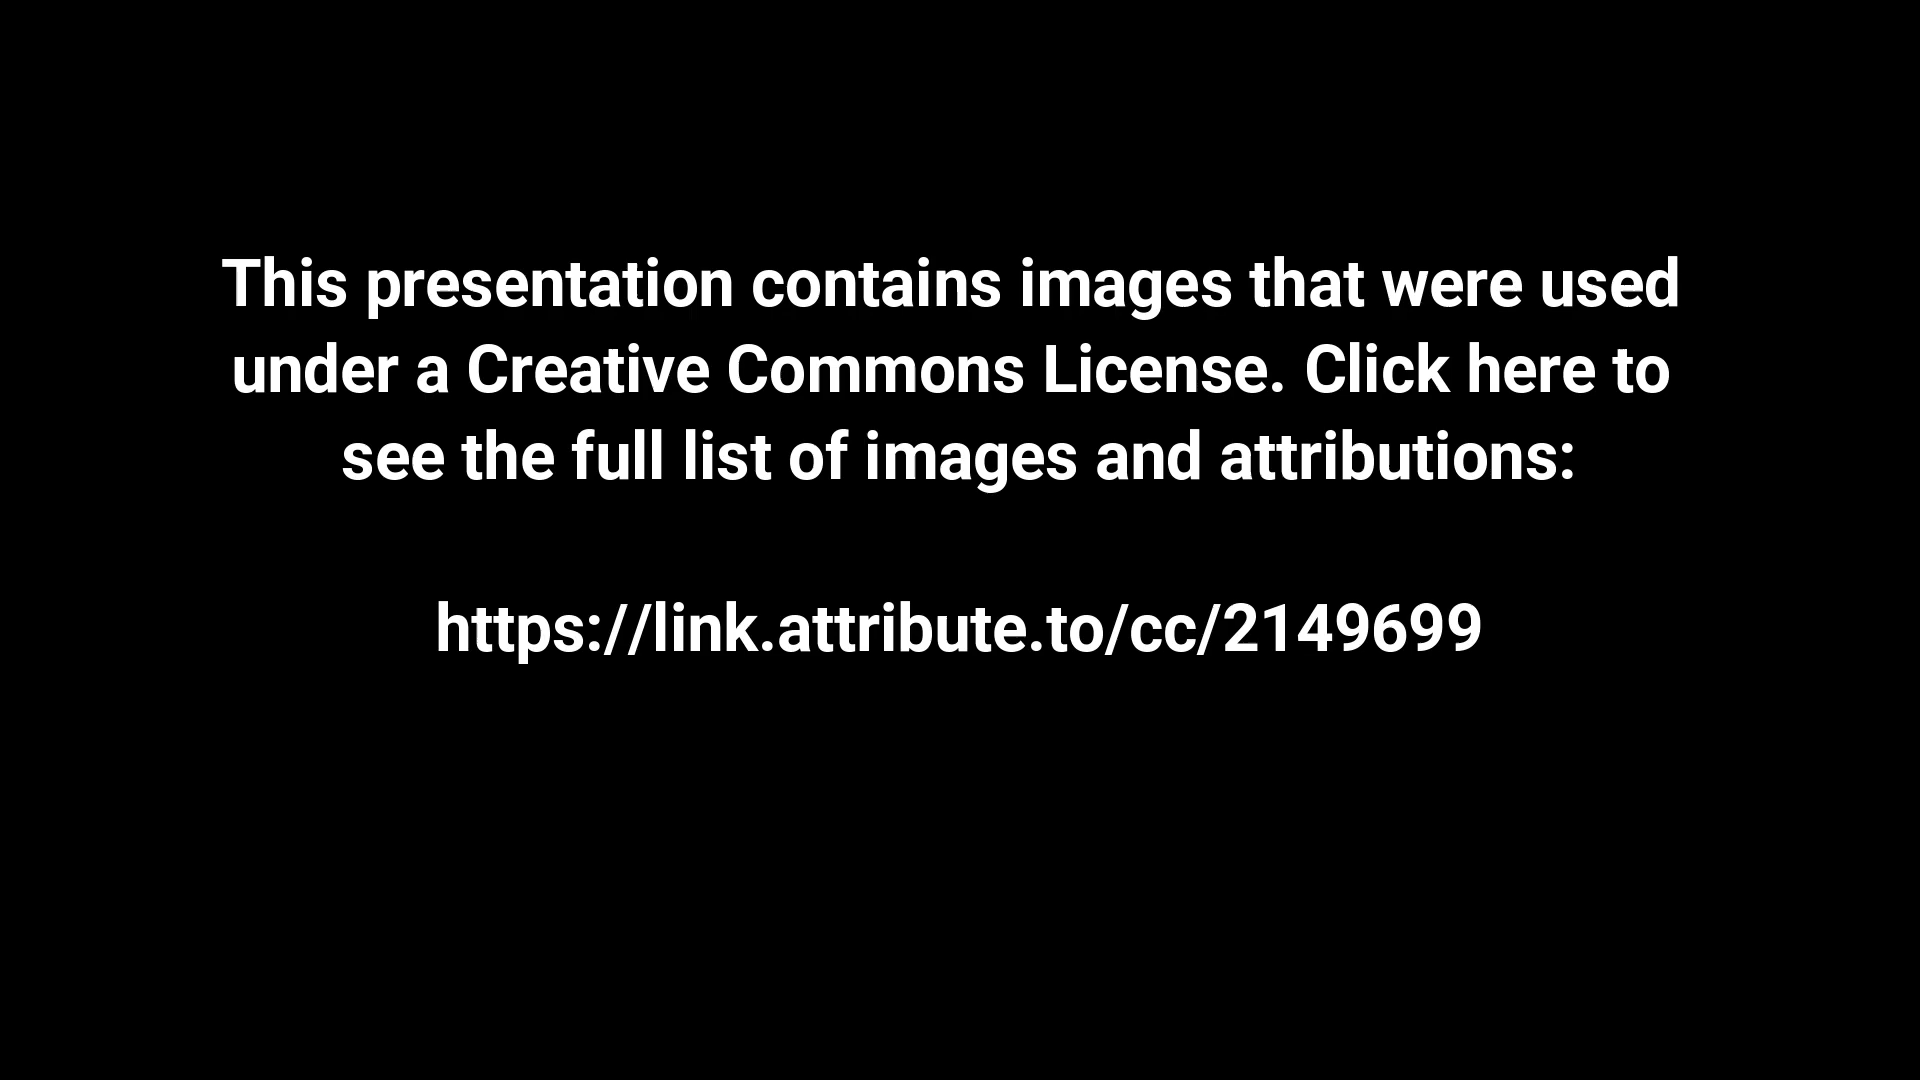 This presentation contains images that were used
under a Creative Commons License. Click here to
see the full list of images and attributions:
https://link.attribute.to/cc/2149699